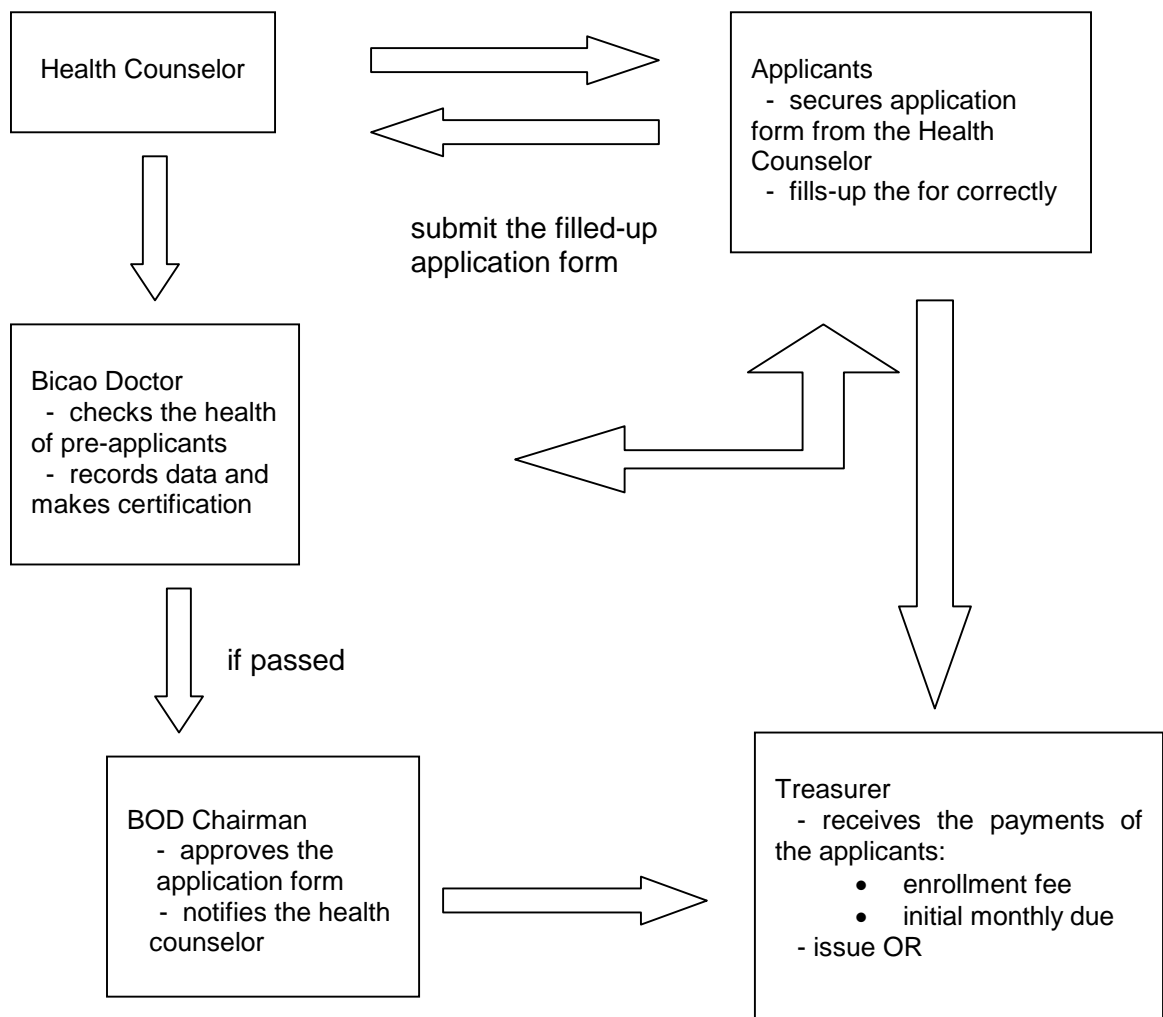 Health Counselor
Applicants
- secures application
form from the Health
Counselor
- fills-up the for correctly
submit the filled-up
application form
Bicao Doctor
- checks the health
of pre-applicants
- records data and
makes certification
if passed
BOD Chairman
- approves the
application form
- notifies the health
counselor
Treasurer
- receives the payments of
the applicants:
• enrollment fee
• initial monthly due
- issue OR